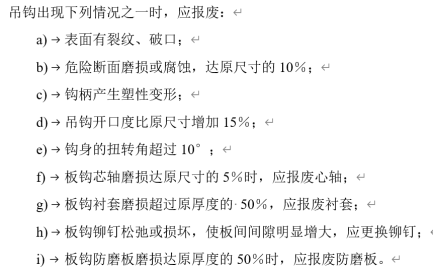 吊钩出现下列情况之一时，应报废：
a) 表面有裂纹、破口；
b) 危险断面磨损或腐蚀，达原尺寸的 10%；
c) 钩柄产生塑性变形；
d) 吊钩开口度比原尺寸增加 15%；
e) 钩身的扭转角超过 10°；
f) 板钩芯轴磨损达原尺寸的 5%时，应报废心轴；
g) 板钩衬套磨损超过原厚度的 50%，应报废衬套；
h) 板钩铆钉松弛或损坏，使板间间隙明显增大，应更换铆钉；
i) 板钩防磨板磨损达原厚度的 50%时，应报废防磨板。